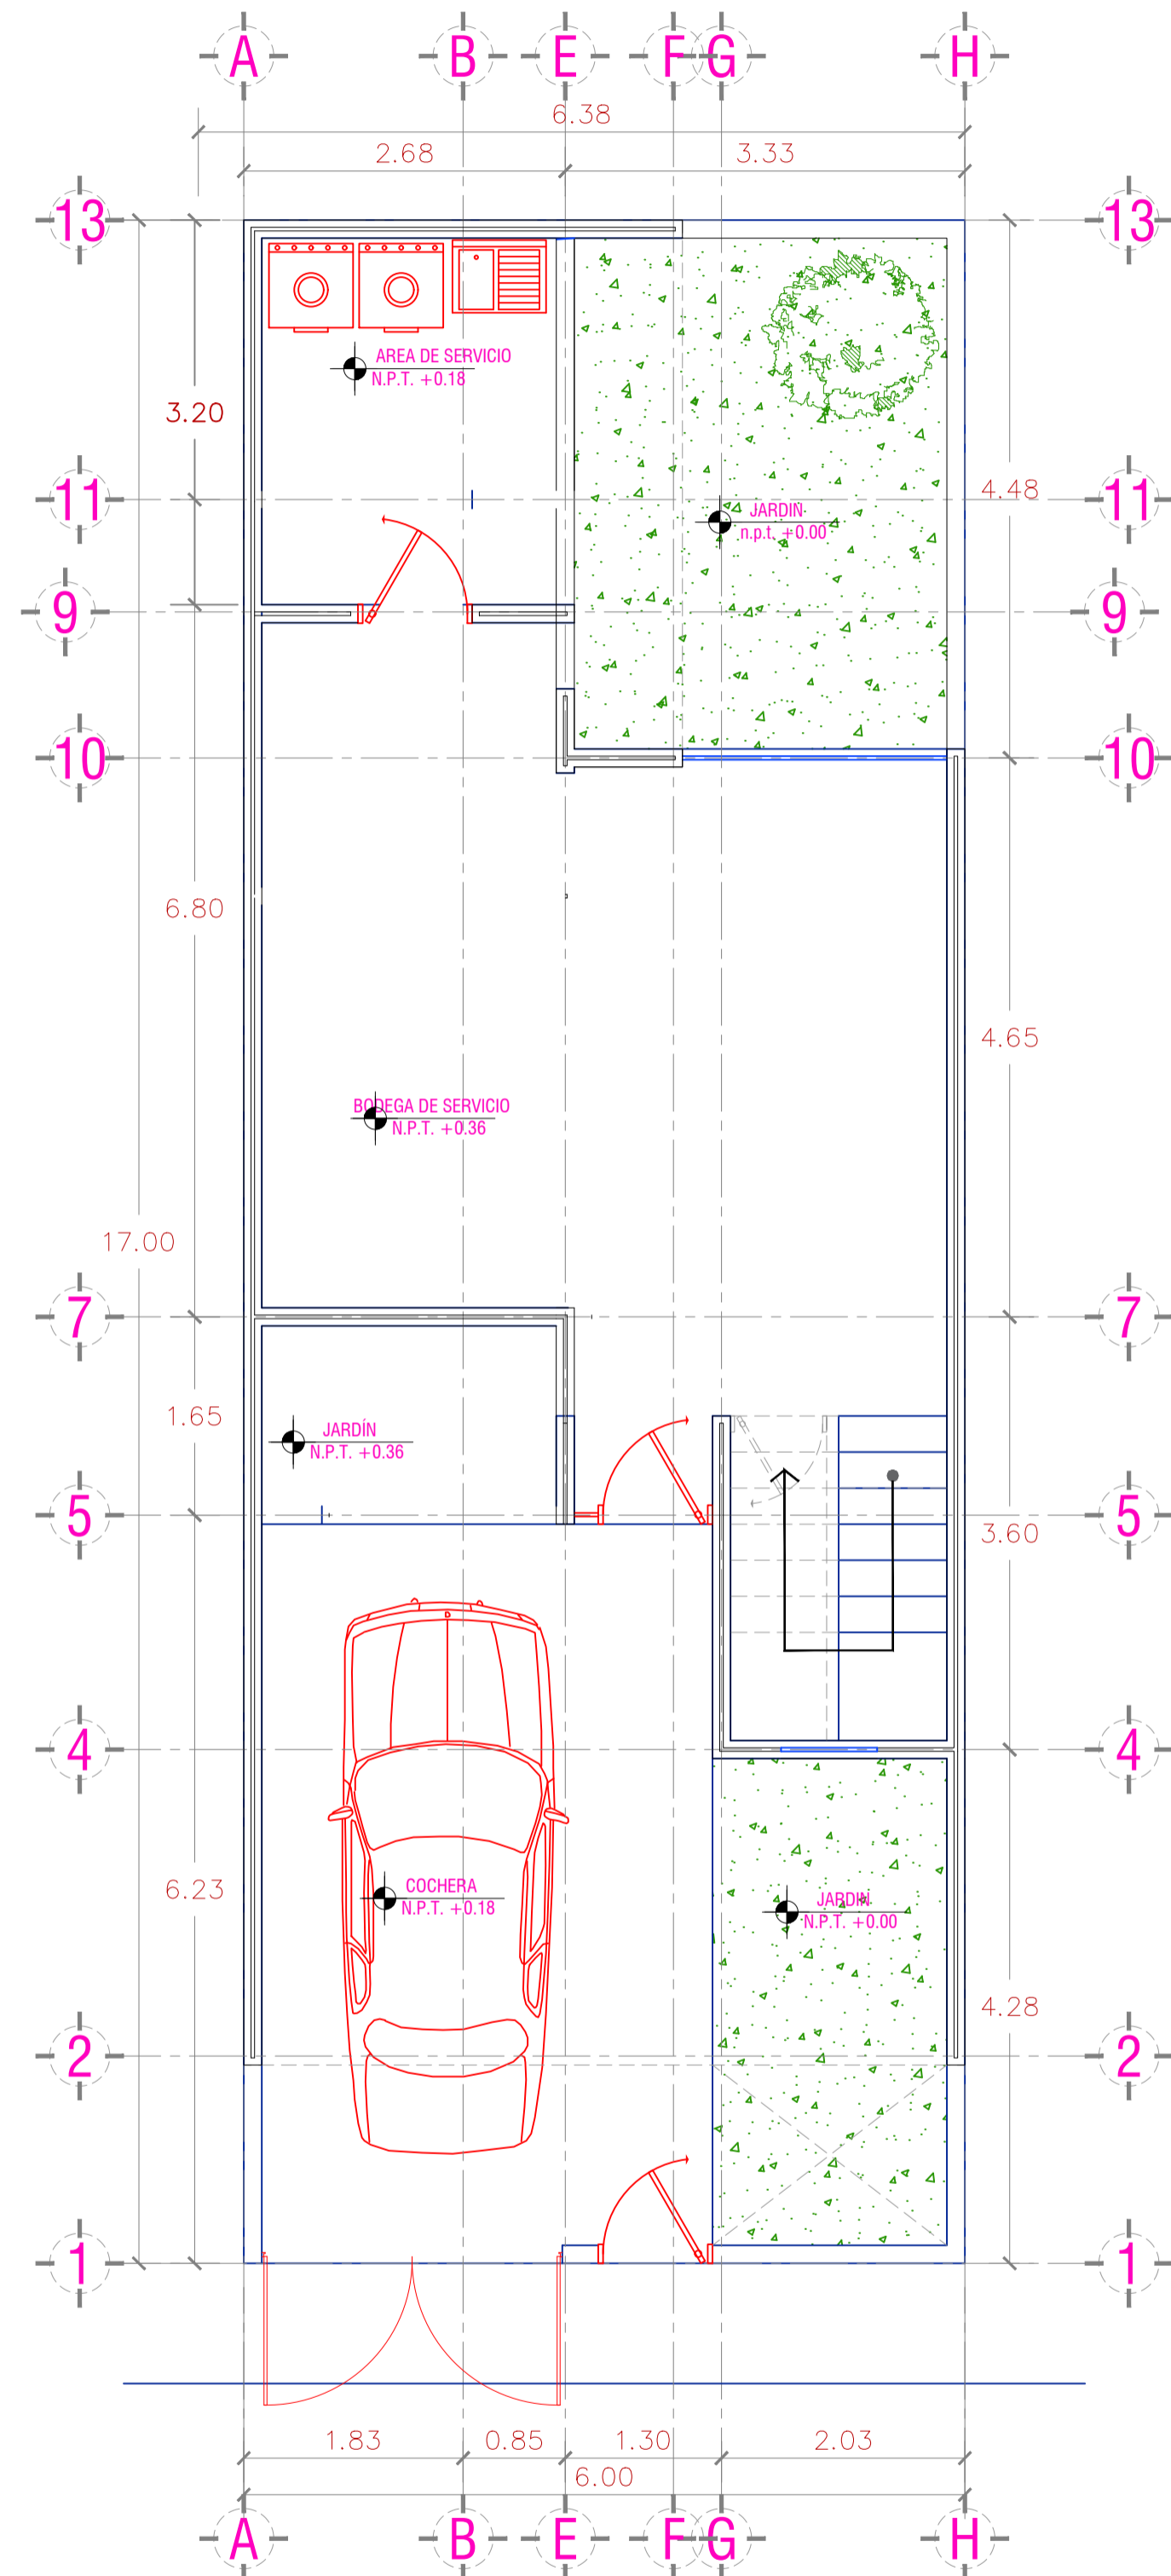 A B E F G H
6.38
2.68 3.33
13 13
AREA DE SERVICIO
N.P.T. +0.18
3.20
11 4.48 11
JARDIN
n.p.t. +0.00
9 9
10 10
6.80
4.65
BODEGA DE SERVICIO
N.P.T. +0.36
17.00
7 7
1.65
JARDÍN
N.P.T. +0.36
5 5
3.60
4 4
6.23
COCHERA
N.P.T. +0.18
JARDIN
N.P.T. +0.00
4.28
2 2
1 1
1.83 0.85 1.30 2.03
6.00
A B E F G H